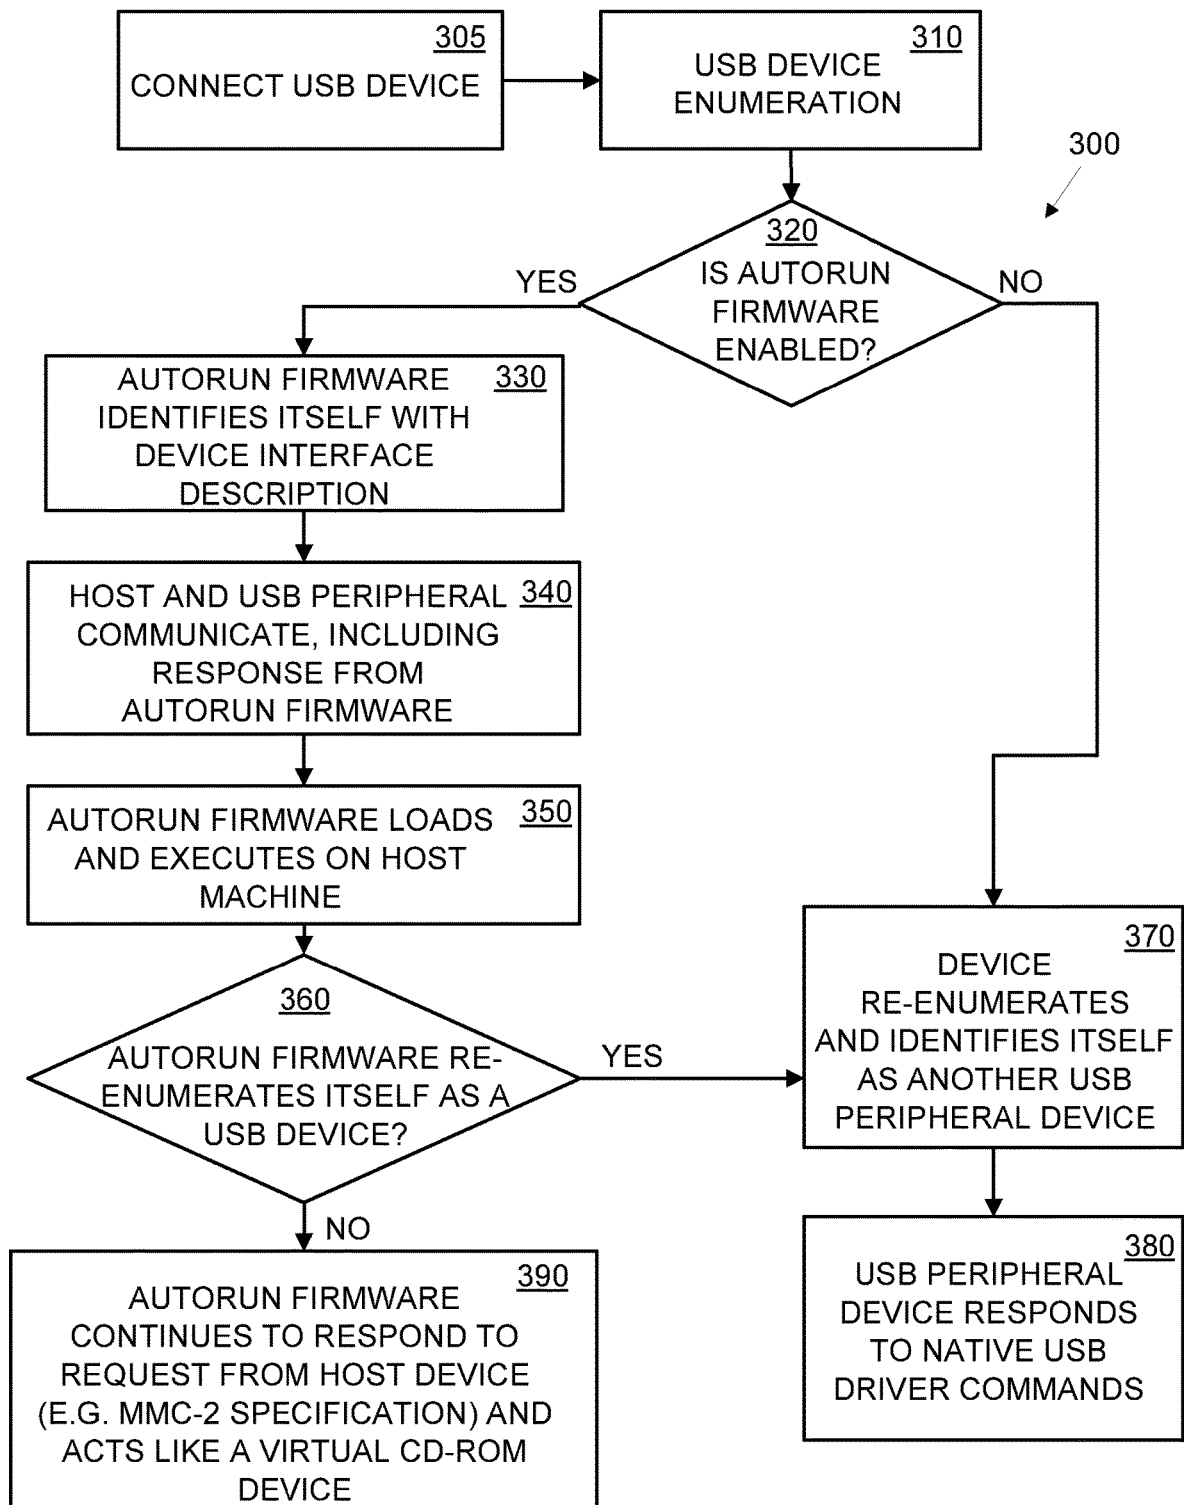 305
CONNECT USB DEVICE
310
USB DEVICE
ENUMERATION
300
320
IS AUTORUN
FIRMWARE
ENABLED?
YES
NO
330
AUTORUN FIRMWARE
IDENTIFIES ITSELF WITH
DEVICE INTERFACE
DESCRIPTION
340
HOST AND USB PERIPHERAL
COMMUNICATE, INCLUDING
RESPONSE FROM
AUTORUN FIRMWARE
350
AUTORUN FIRMWARE LOADS
AND EXECUTES ON HOST
MACHINE
360
AUTORUN FIRMWARE RE-
ENUMERATES ITSELF AS A
USB DEVICE?
YES
NO
370
DEVICE
RE-ENUMERATES
AND IDENTIFIES ITSELF
AS ANOTHER USB
PERIPHERAL DEVICE
380
USB PERIPHERAL
DEVICE RESPONDS
TO NATIVE USB
DRIVER COMMANDS
390
AUTORUN FIRMWARE
CONTINUES TO RESPOND TO
REQUEST FROM HOST DEVICE
(E.G. MMC-2 SPECIFICATION) AND
ACTS LIKE A VIRTUAL CD-ROM
DEVICE